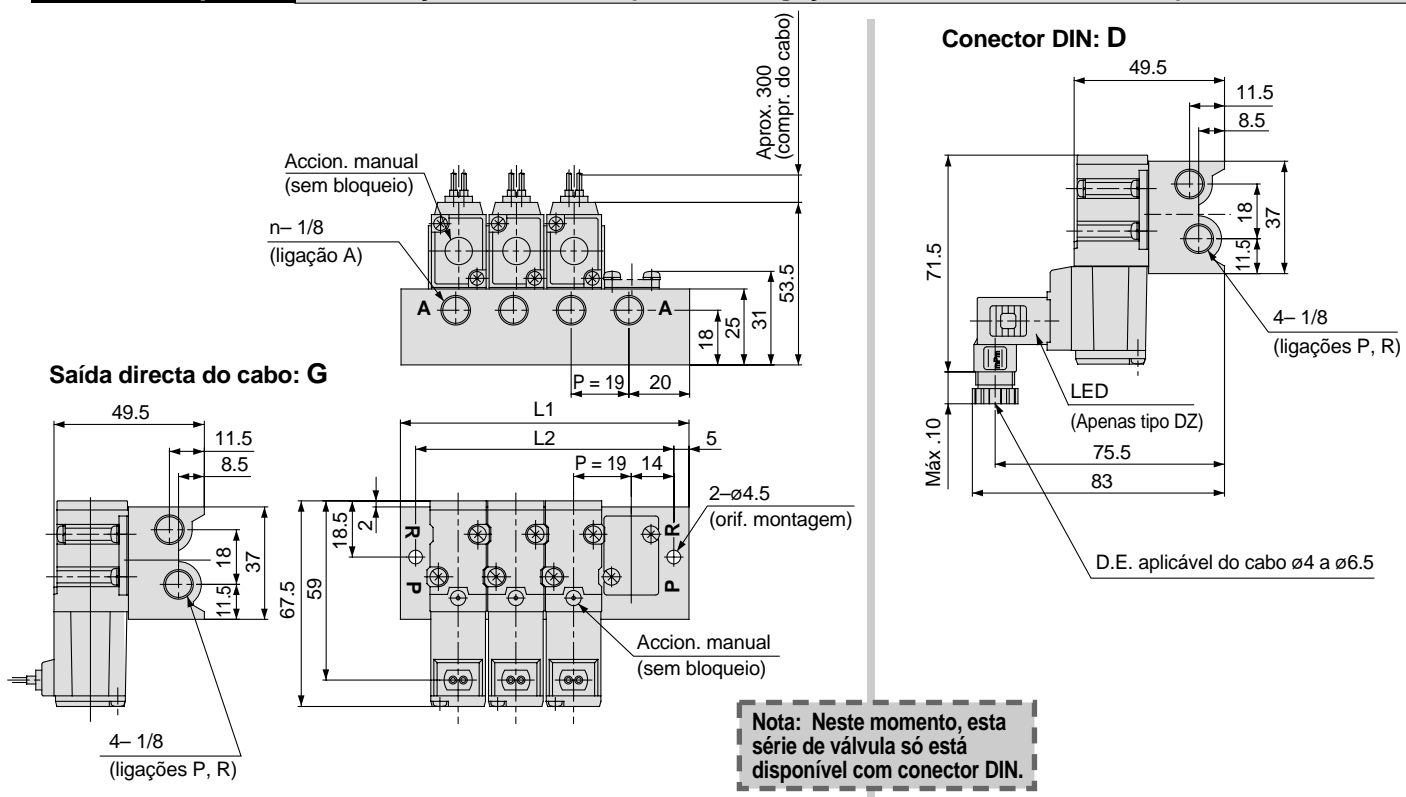 Aprox. 300
(compr. do cabo)
Accion. manual
(sem bloqueio)
n– 1/8
(ligação A)
A
A
18
25
31
53.5
P = 19
20
Saída directa do cabo: G
49.5
11.5
8.5
18
37
11.5
4– 1/8
(ligações P, R)
L1
L2
5
P = 19
14
2–ø4.5
(orif. montagem)
67.5
59
18.5
2
R
P
R
P
Accion. manual
(sem bloqueio)
Conector DIN: D
49.5
11.5
8.5
71.5
18
37
11.5
4– 1/8
(ligações P, R)
LED
(Apenas tipo DZ)
Máx .10
75.5
83
D.E. aplicável do cabo ø4 a ø6.5
Nota: Neste momento, esta
série de válvula só está
disponível com conector DIN.